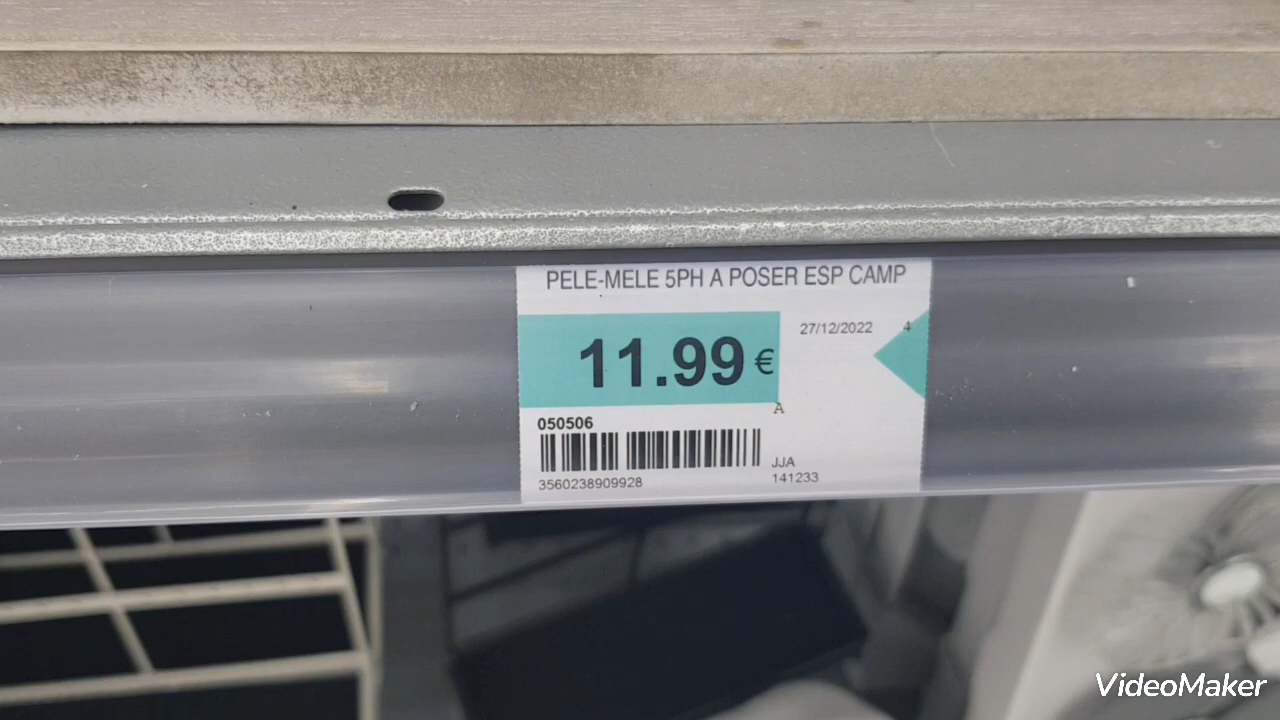 PELE-MELE 5PH A POSER ESP CAMP
27/12/2022 4
11.99 €
A
050506
JJA
3560238909928
141233
VideoMaker